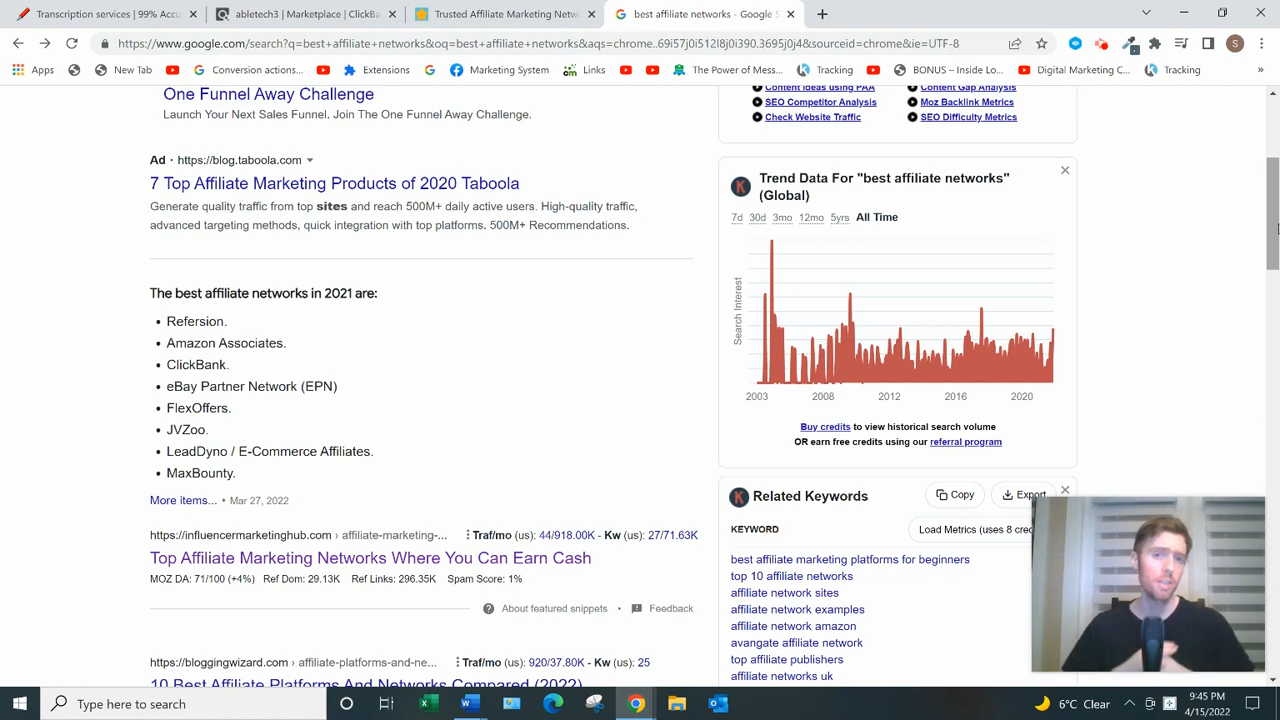 Transcription services | 99% Accu
abletech3 | Marketplace | ClickBa
Trusted Affiliate Marketing Netw
best affiliate networks - Google S
https://www.google.com/search?q=best+affiliate+networks&oq=best+affiliate+networks&aqs=chrome..69i57j0i512l8j0i390.3695j0j4&sourceid=chrome&ie=UTF-8
S
Apps
New Tab
Conversion actions...
Extensions
Marketing System
Links
The Power of Mess...
Tracking
BONUS – Inside Lo...
Digital Marketing C...
Tracking
»
One Funnel Away Challenge
Launch Your Next Sales Funnel. Join The One Funnel Away Challenge.
Ad · https://blog.taboola.com
7 Top Affiliate Marketing Products of 2020 Taboola
Generate quality traffic from top sites and reach 500M+ daily active users. High-quality traffic,
advanced targeting methods, quick integration with top platforms. 500M+ Recommendations.
The best affiliate networks in 2021 are:
• Refersion.
• Amazon Associates.
• ClickBank.
• eBay Partner Network (EPN)
• FlexOffers.
• JVZoo.
• LeadDyno / E-Commerce Affiliates.
• MaxBounty.
More items... • Mar 27, 2022
https://influencermarketinghub.com › affiliate-marketing-... Traf/mo (us): 44/918.00K - Kw (us): 27/71.63K
Top Affiliate Marketing Networks Where You Can Earn Cash
MOZ DA: 71/100 (+4%) Ref Dom: 29.13K Ref Links: 296.35K Spam Score: 1%
About featured snippets • Feedback
https://bloggingwizard.com › affiliate-platforms-and-ne... Traf/mo (us): 920/37.80K - Kw (us): 25
10 Best Affiliate Platforms And Networks Compared (2022)
Content Ideas using PAA
Content Gap Analysis
SEO Competitor Analysis
Moz Backlink Metrics
Check Website Traffic
SEO Difficulty Metrics
K
Trend Data For "best affiliate networks"
(Global)
7d 30d 3mo 12mo 5yrs All Time
Search Interest
2003 2008 2012 2016 2020
Buy credits to view historical search volume
OR earn free credits using our referral program
K
Related Keywords
Copy
Export
KEYWORD
Load Metrics (uses 8 cred
best affiliate marketing platforms for beginners
top 10 affiliate networks
affiliate network sites
affiliate network examples
affiliate network amazon
avangate affiliate network
top affiliate publishers
affiliate networks uk
Type here to search
6°C Clear
9:45 PM
4/15/2022